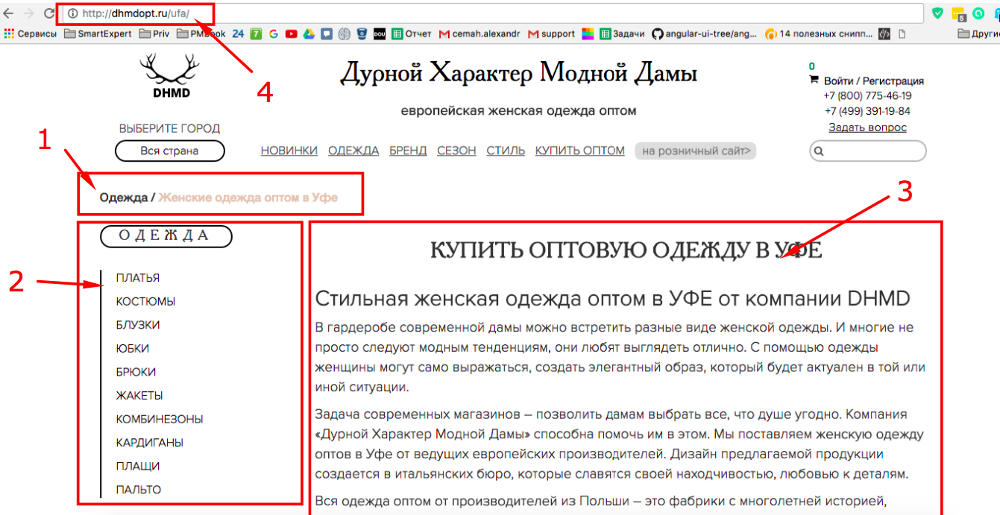 http://dhmdopt.ru/ufa/
5
Сервисы SmartExpert Priv PMBook 24 7 G DOU Отчет cemah.alexandr support Задачи angular-ui-tree/ang... 14 полезных снипп... </> Другие
4
DHMD
Дурной Характер Модной Дамы
европейская женская одежда оптом
0
Войти / Регистрация
+7 (800) 775-46-19
+7 (499) 391-19-84
Задать вопрос
ВЫБЕРИТЕ ГОРОД
Вся страна
НОВИНКИ ОДЕЖДА БРЕНД СЕЗОН СТИЛЬ КУПИТЬ ОПТОМ на розничный сайт>
1
Одежда / Женские одежда оптом в Уфе
3
2
ОДЕЖДА
ПЛАТЬЯ
КОСТЮМЫ
БЛУЗКИ
ЮБКИ
БРЮКИ
ЖАКЕТЫ
КОМБИНЕЗОНЫ
КАРДИГАНЫ
ПЛАЩИ
ПАЛЬТО
КУПИТЬ ОПТОВУЮ ОДЕЖДУ В УФЕ
Стильная женская одежда оптом в УФЕ от компании DHMD
В гардеробе современной дамы можно встретить разные виде женской одежды. И многие не
просто следуют модным тенденциям, они любят выглядеть отлично. С помощью одежды
женщины могут само выражаться, создать элегантный образ, который будет актуален в той или
иной ситуации.
Задача современных магазинов – позволить дамам выбрать все, что душе угодно. Компания
«Дурной Характер Модной Дамы» способна помочь им в этом. Мы поставляем женскую одежду
оптов в Уфе от ведущих европейских производителей. Дизайн предлагаемой продукции
создается в итальянских бюро, которые славятся своей находчивостью, любовью к деталям.
Вся одежда оптом от производителей из Польши – это фабрики с многолетней историей,